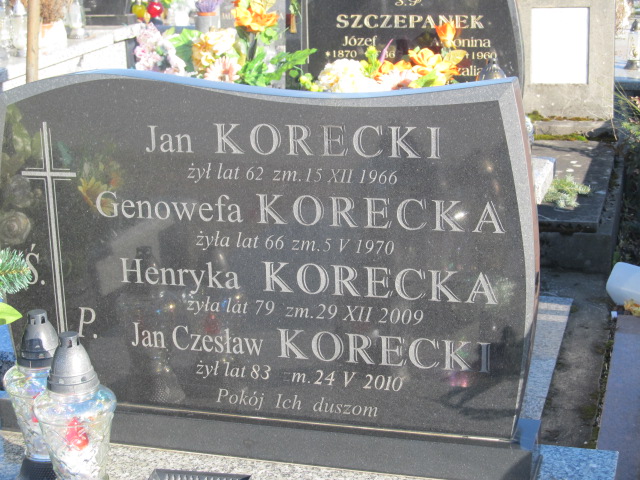 SZCZEPANEK
Józef
1870
1960
Jan KORECKI
żył lat 62 zm. 15 XII 1966
Genowefa KORECKA
żyła lat 66 zm. 5 V 1970
Henryka KORECKA
żyła lat 79 zm. 29 XII 2009
Jan Czesław KORECKI
żył lat 83 zm. 24 V 2010
Pokój Ich duszom
Ś.
P.